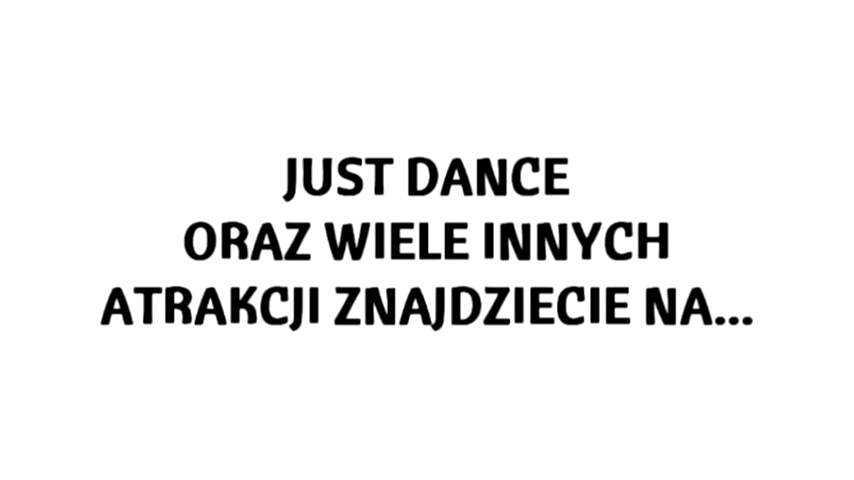 JUST DANCE
ORAZ WIELE INNYCH
ATRAKCJI ZNAJDZIECIE NA...